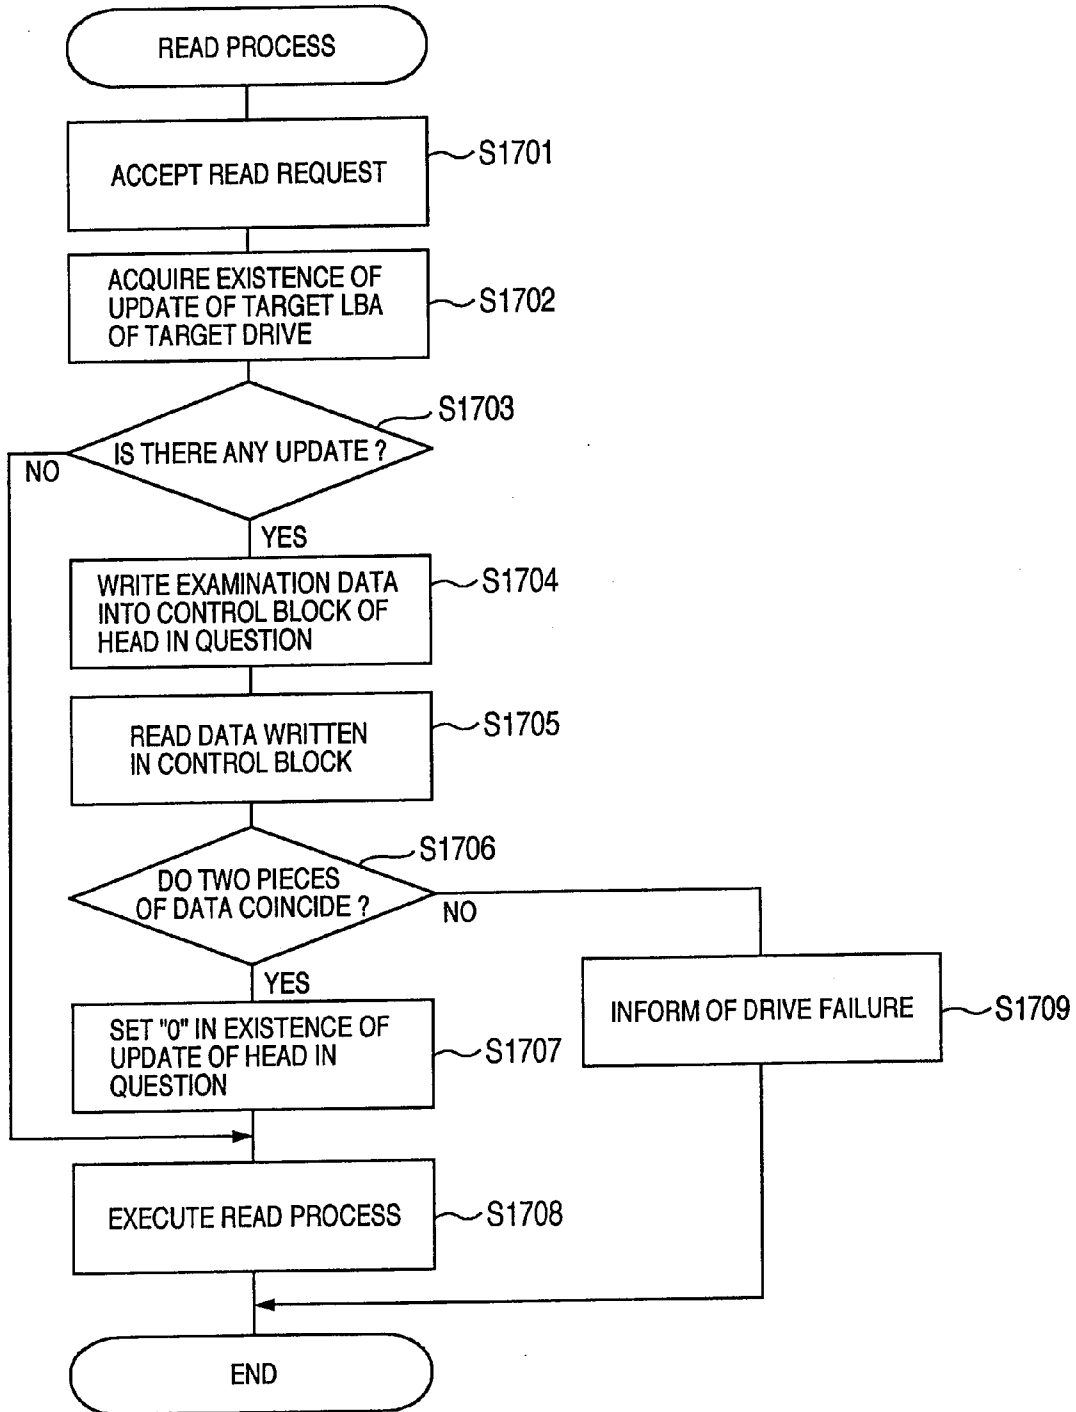 READ PROCESS
ACCEPT READ REQUEST
S1701
ACQUIRE EXISTENCE OF
UPDATE OF TARGET LBA
OF TARGET DRIVE
S1702
S1703
IS THERE ANY UPDATE ?
NO
YES
WRITE EXAMINATION DATA
INTO CONTROL BLOCK OF
HEAD IN QUESTION
S1704
READ DATA WRITTEN
IN CONTROL BLOCK
S1705
S1706
DO TWO PIECES
OF DATA COINCIDE ?
NO
YES
SET "0" IN EXISTENCE OF
UPDATE OF HEAD IN
QUESTION
S1707
INFORM OF DRIVE FAILURE
S1709
EXECUTE READ PROCESS
S1708
END